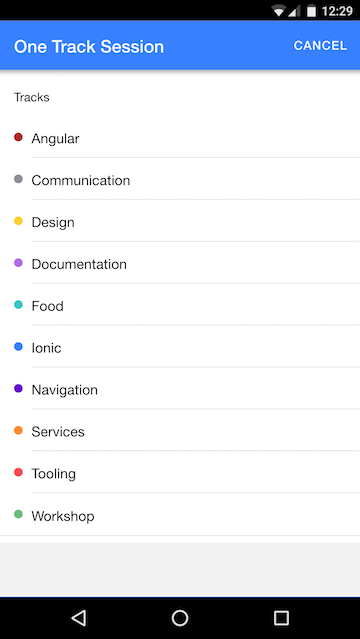 12:29
One Track Session CANCEL
Tracks
Angular
Communication
Design
Documentation
Food
Ionic
Navigation
Services
Tooling
Workshop